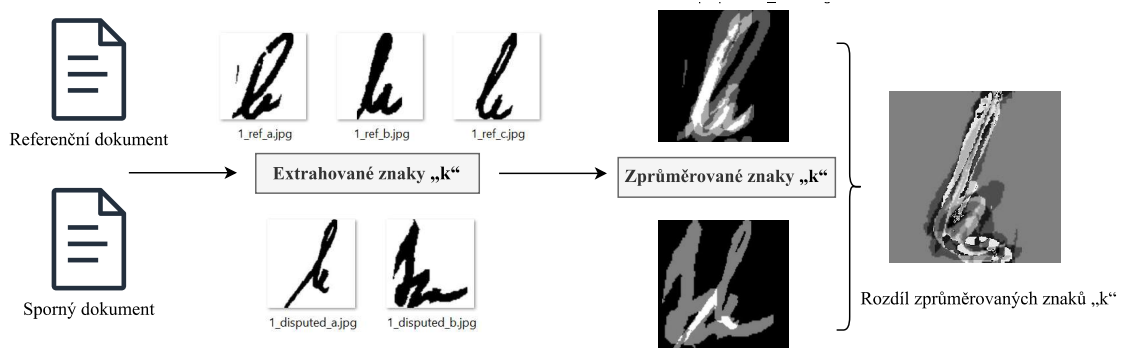 Referenční dokument
1_ref_a.jpg
1_ref_b.jpg
1_ref_c.jpg
Extrahované znaky „k“
Zprůměrované znaky „k“
Sporný dokument
1_disputed_a.jpg
1_disputed_b.jpg
Rozdíl zprůměrovaných znaků „k“